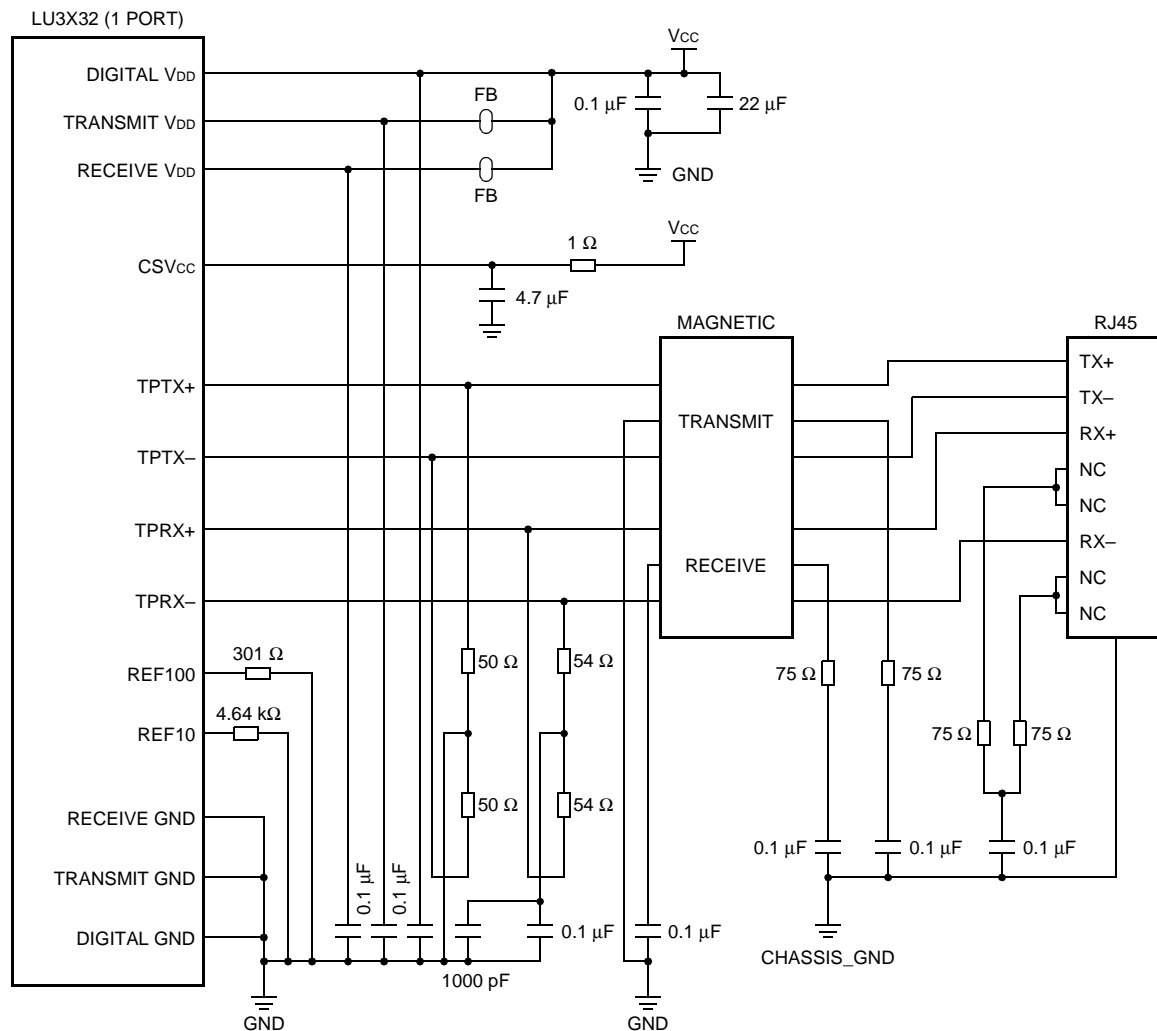 LU3X32 (1 PORT)
VCC
DIGITAL VDD
FB
0.1 µF
22 µF
TRANSMIT VDD
RECEIVE VDD
FB
GND
VCC
1 Ω
CSVCC
4.7 µF
MAGNETIC
RJ45
TPTX+
TX+
TX–
TRANSMIT
RX+
TPTX–
NC
NC
TPRX+
RX–
RECEIVE
NC
TPRX–
NC
301 Ω
50 Ω
54 Ω
75 Ω
75 Ω
REF100
4.64 kΩ
REF10
75 Ω
75 Ω
50 Ω
54 Ω
RECEIVE GND
0.1 µF
0.1 µF
0.1 µF
TRANSMIT GND
0.1 µF
0.1 µF
DIGITAL GND
0.1 µF
0.1 µF
CHASSIS_GND
1000 pF
GND
GND